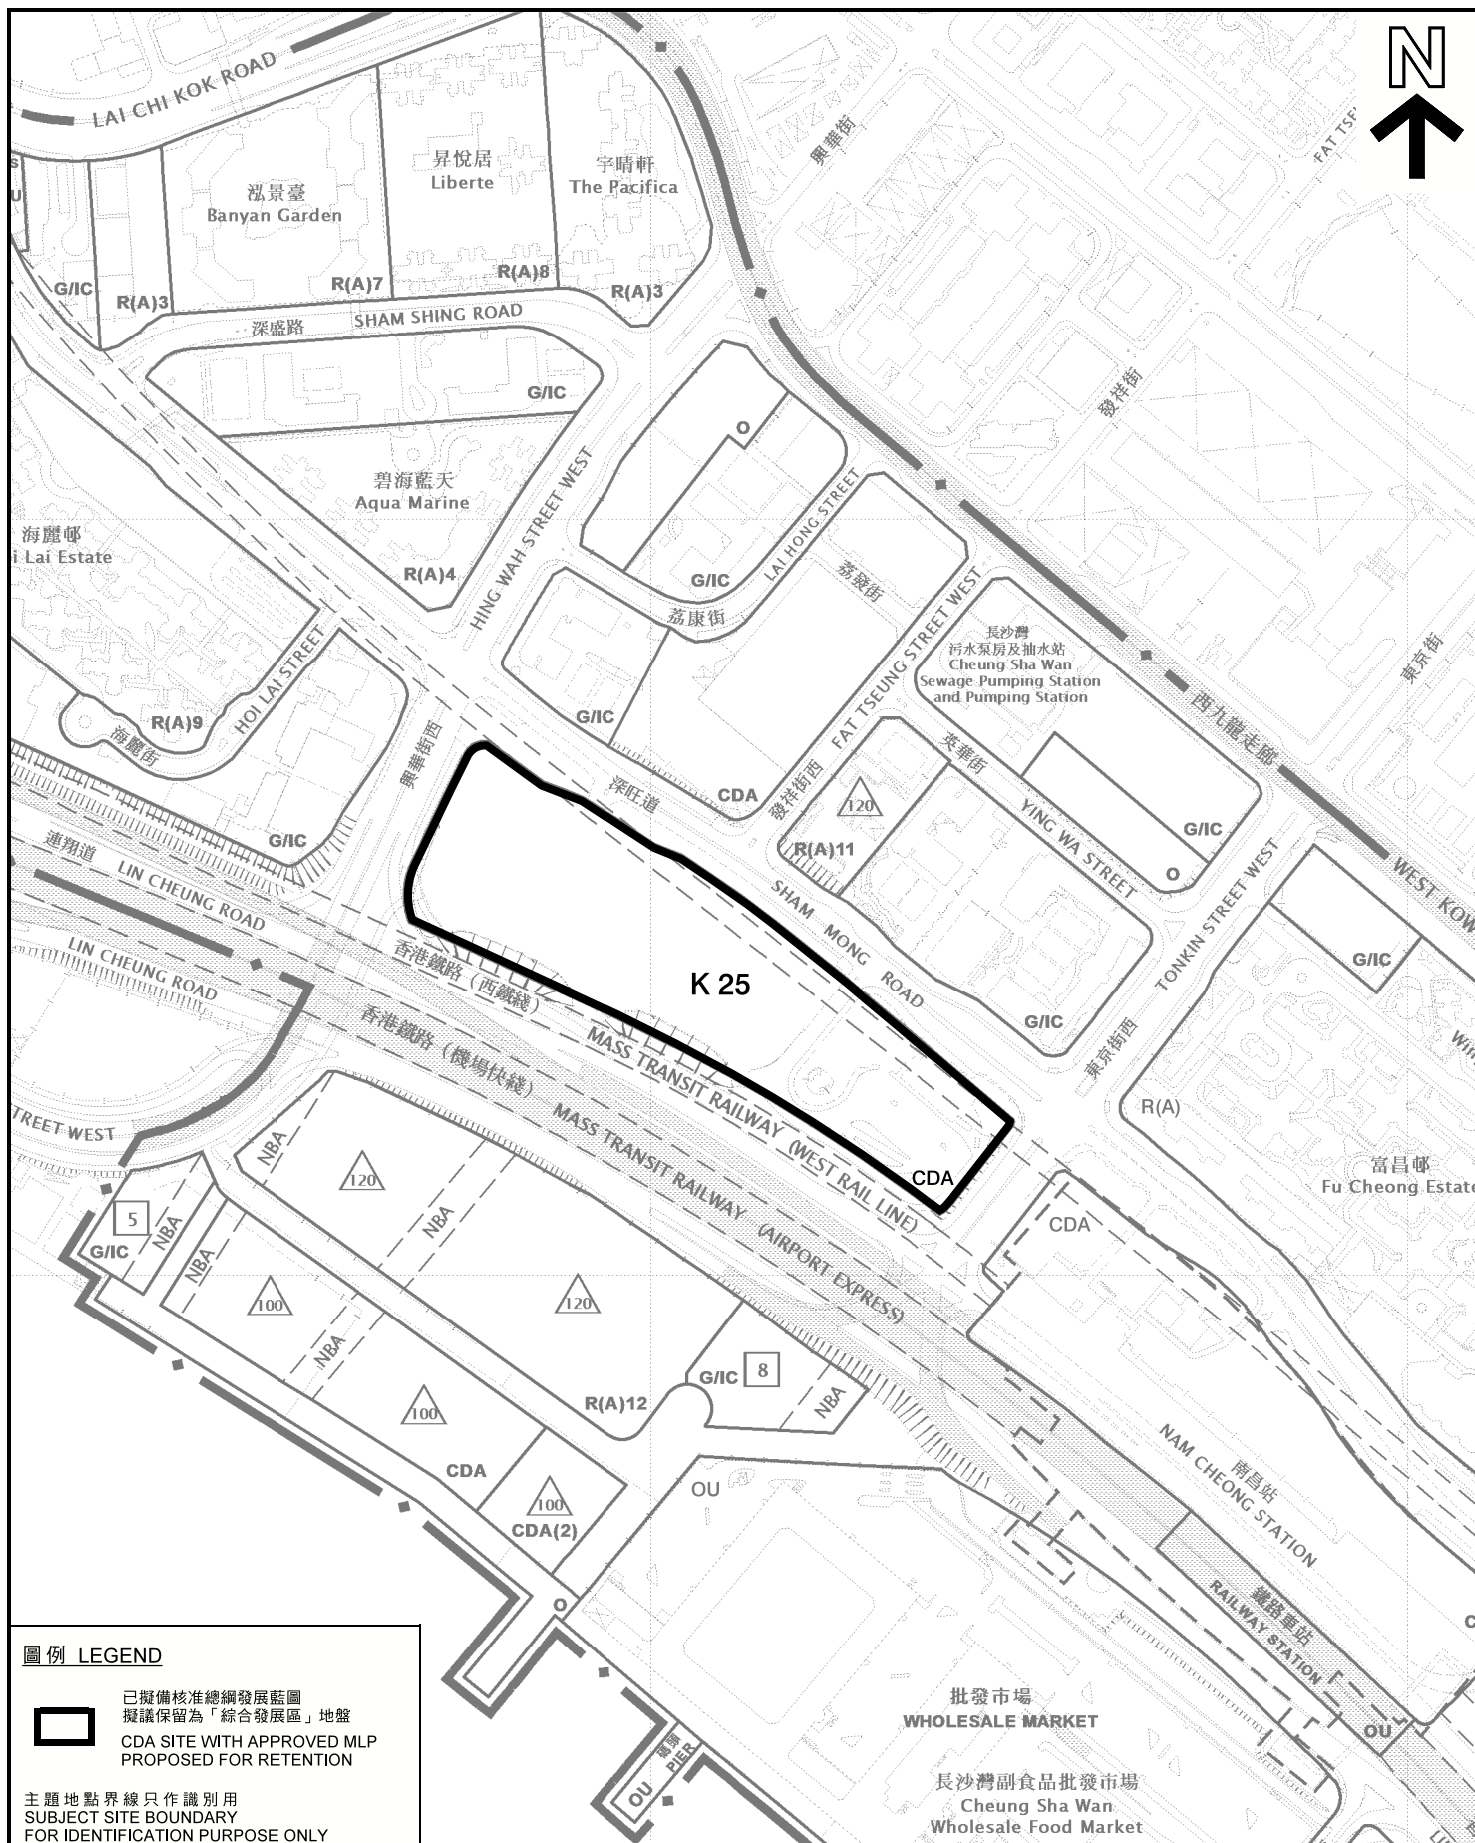 N
LAI CHI KOK ROAD
興華街
昇悅居
Liberte
宇晴軒
The Pacifica
泓景臺
Banyan Garden
U
G/IC
R(A)3
R(A)7
R(A)8
R(A)3
深盛路
SHAM SHING ROAD
G/IC
發祥街
O
碧海藍天
Aqua Marine
HING WAH STREET WEST
LAI HONG STREET
海麗邨
i Lai Estate
R(A)4
G/IC
荔發街
荔康街
FAT TSEUNG STREET WEST
長沙灣
污水泵房及抽水站
Cheung Sha Wan
Sewage Pumping Station
and Pumping Station
東京街
HOI LAI STREET
R(A)9
海麗街
G/IC
興華街西
西九龍走廊
WEST KOW
英華街
深旺道
CDA
發祥街西
120
YING WA STREET
G/IC
R(A)11
O
連翔道
LIN CHEUNG ROAD
G/IC
LIN CHEUNG ROAD
SHAM MONG ROAD
TONKIN STREET WEST
G/IC
香港鐵路（西鐵綫）
MASS TRANSIT RAILWAY (WEST RAIL LINE)
K 25
G/IC
香港鐵路（機場快綫）
MASS TRANSIT RAILWAY (AIRPORT EXPRESS)
東京街西
R(A)
TREET WEST
NBA
120
CDA
富昌邨
Fu Cheong Estate
5
G/IC
NBA
NBA
NBA
CDA
100
120
NBA
G/IC
8
NBA
R(A)12
100
CDA
OU
100
CDA(2)
南昌站
NAM CHEONG STATION
鐵路車站
RAILWAY STATION
O
OU
批發市場
WHOLESALE MARKET
碼頭
PIER
OU
長沙灣副食品批發市場
Cheung Sha Wan
Wholesale Food Market
圖例 LEGEND
已擬備核准總綱發展藍圖
擬議保留為「綜合發展區」地盤
CDA SITE WITH APPROVED MLP
PROPOSED FOR RETENTION
主題地點界線只作識別用
SUBJECT SITE BOUNDARY
FOR IDENTIFICATION PURPOSE ONLY